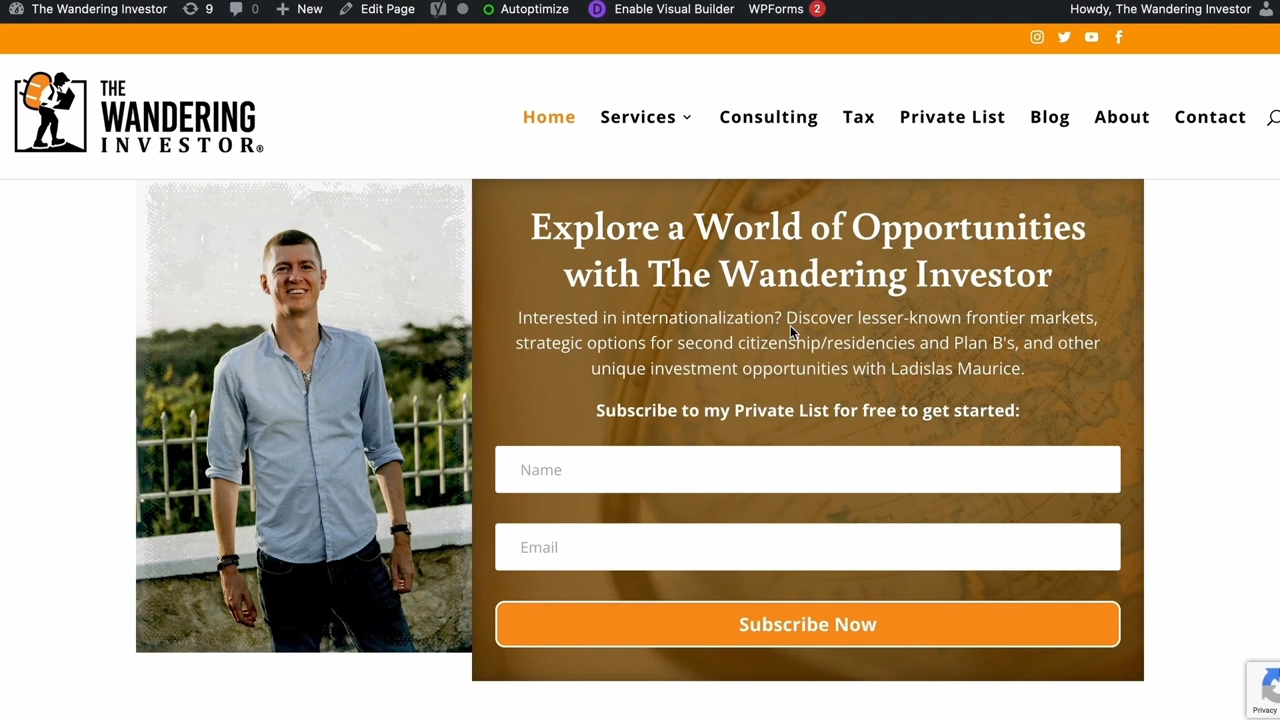 The Wandering Investor 9 0 New Edit Page Autoptimize D Enable Visual Builder WPForms 2 Howdy, The Wandering Investor
THE
WANDERING
INVESTOR®
Home Services Consulting Tax Private List Blog About Contact
Explore a World of Opportunities
with The Wandering Investor
Interested in internationalization? Discover lesser-known frontier markets,
strategic options for second citizenship/residencies and Plan B's, and other
unique investment opportunities with Ladislas Maurice.
Subscribe to my Private List for free to get started:
Name
Email
Subscribe Now
Privacy